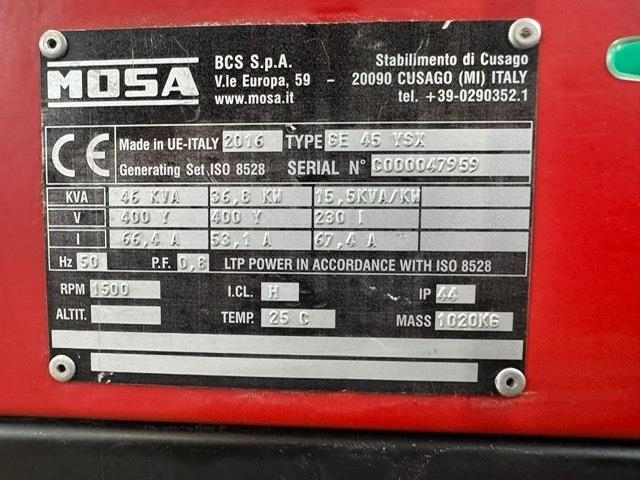 MOSA
BCS S.p.A.
V.le Europa, 59 -
www.mosa.it
Stabilimento di Cusago
20090 CUSAGO (MI) ITALY
tel. +39-0290352.1
CE
Made in UE-ITALY 2016 TYPE GE 45 YSX
Generating Set ISO 8528 SERIAL N° C000047959
KVA 46 KVA 36,8 KW 15,5KVA/KW
V 400 Y 400 Y 230 I
I 66,4 A 53,1 A 67,4 A
Hz 50 P.F. 0,8 LTP POWER IN ACCORDANCE WITH ISO 8528
RPM 1500 I.CL. H IP 44
ALTIT. TEMP. 25 C MASS 1020KG